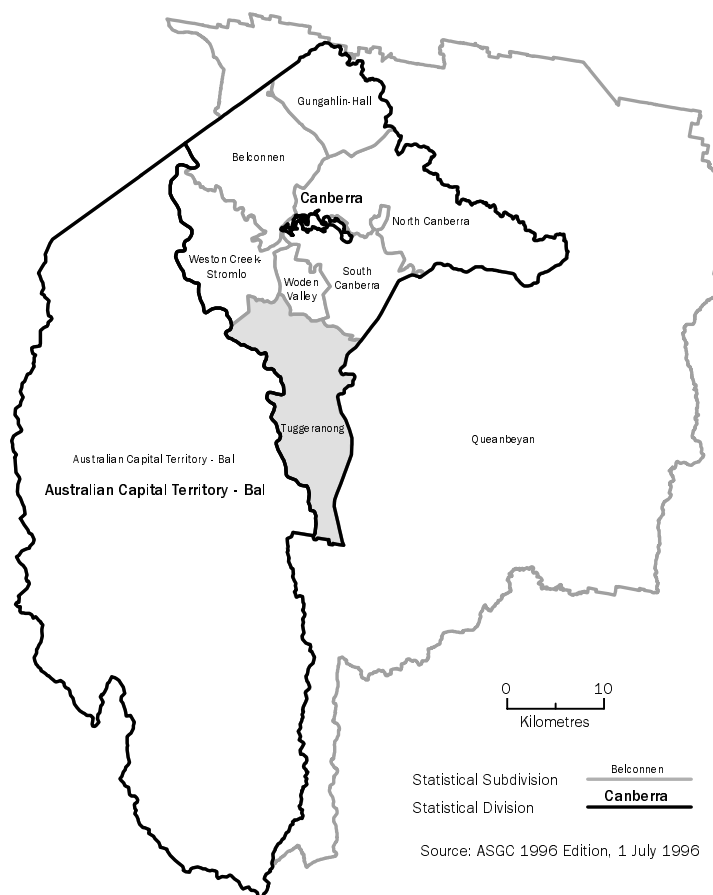 Gungahlin-Hall
Belconnen
Canberra
North Canberra
Weston Creek-
Stromlo
South
Canberra
Woden
Valley
Tuggeranong
Queanbeyan
Australian Capital Territory - Bal
Australian Capital Territory - Bal
0 10
Kilometres
Statistical Subdivision Belconnen
Statistical Division Canberra
Source: ASGC 1996 Edition, 1 July 1996